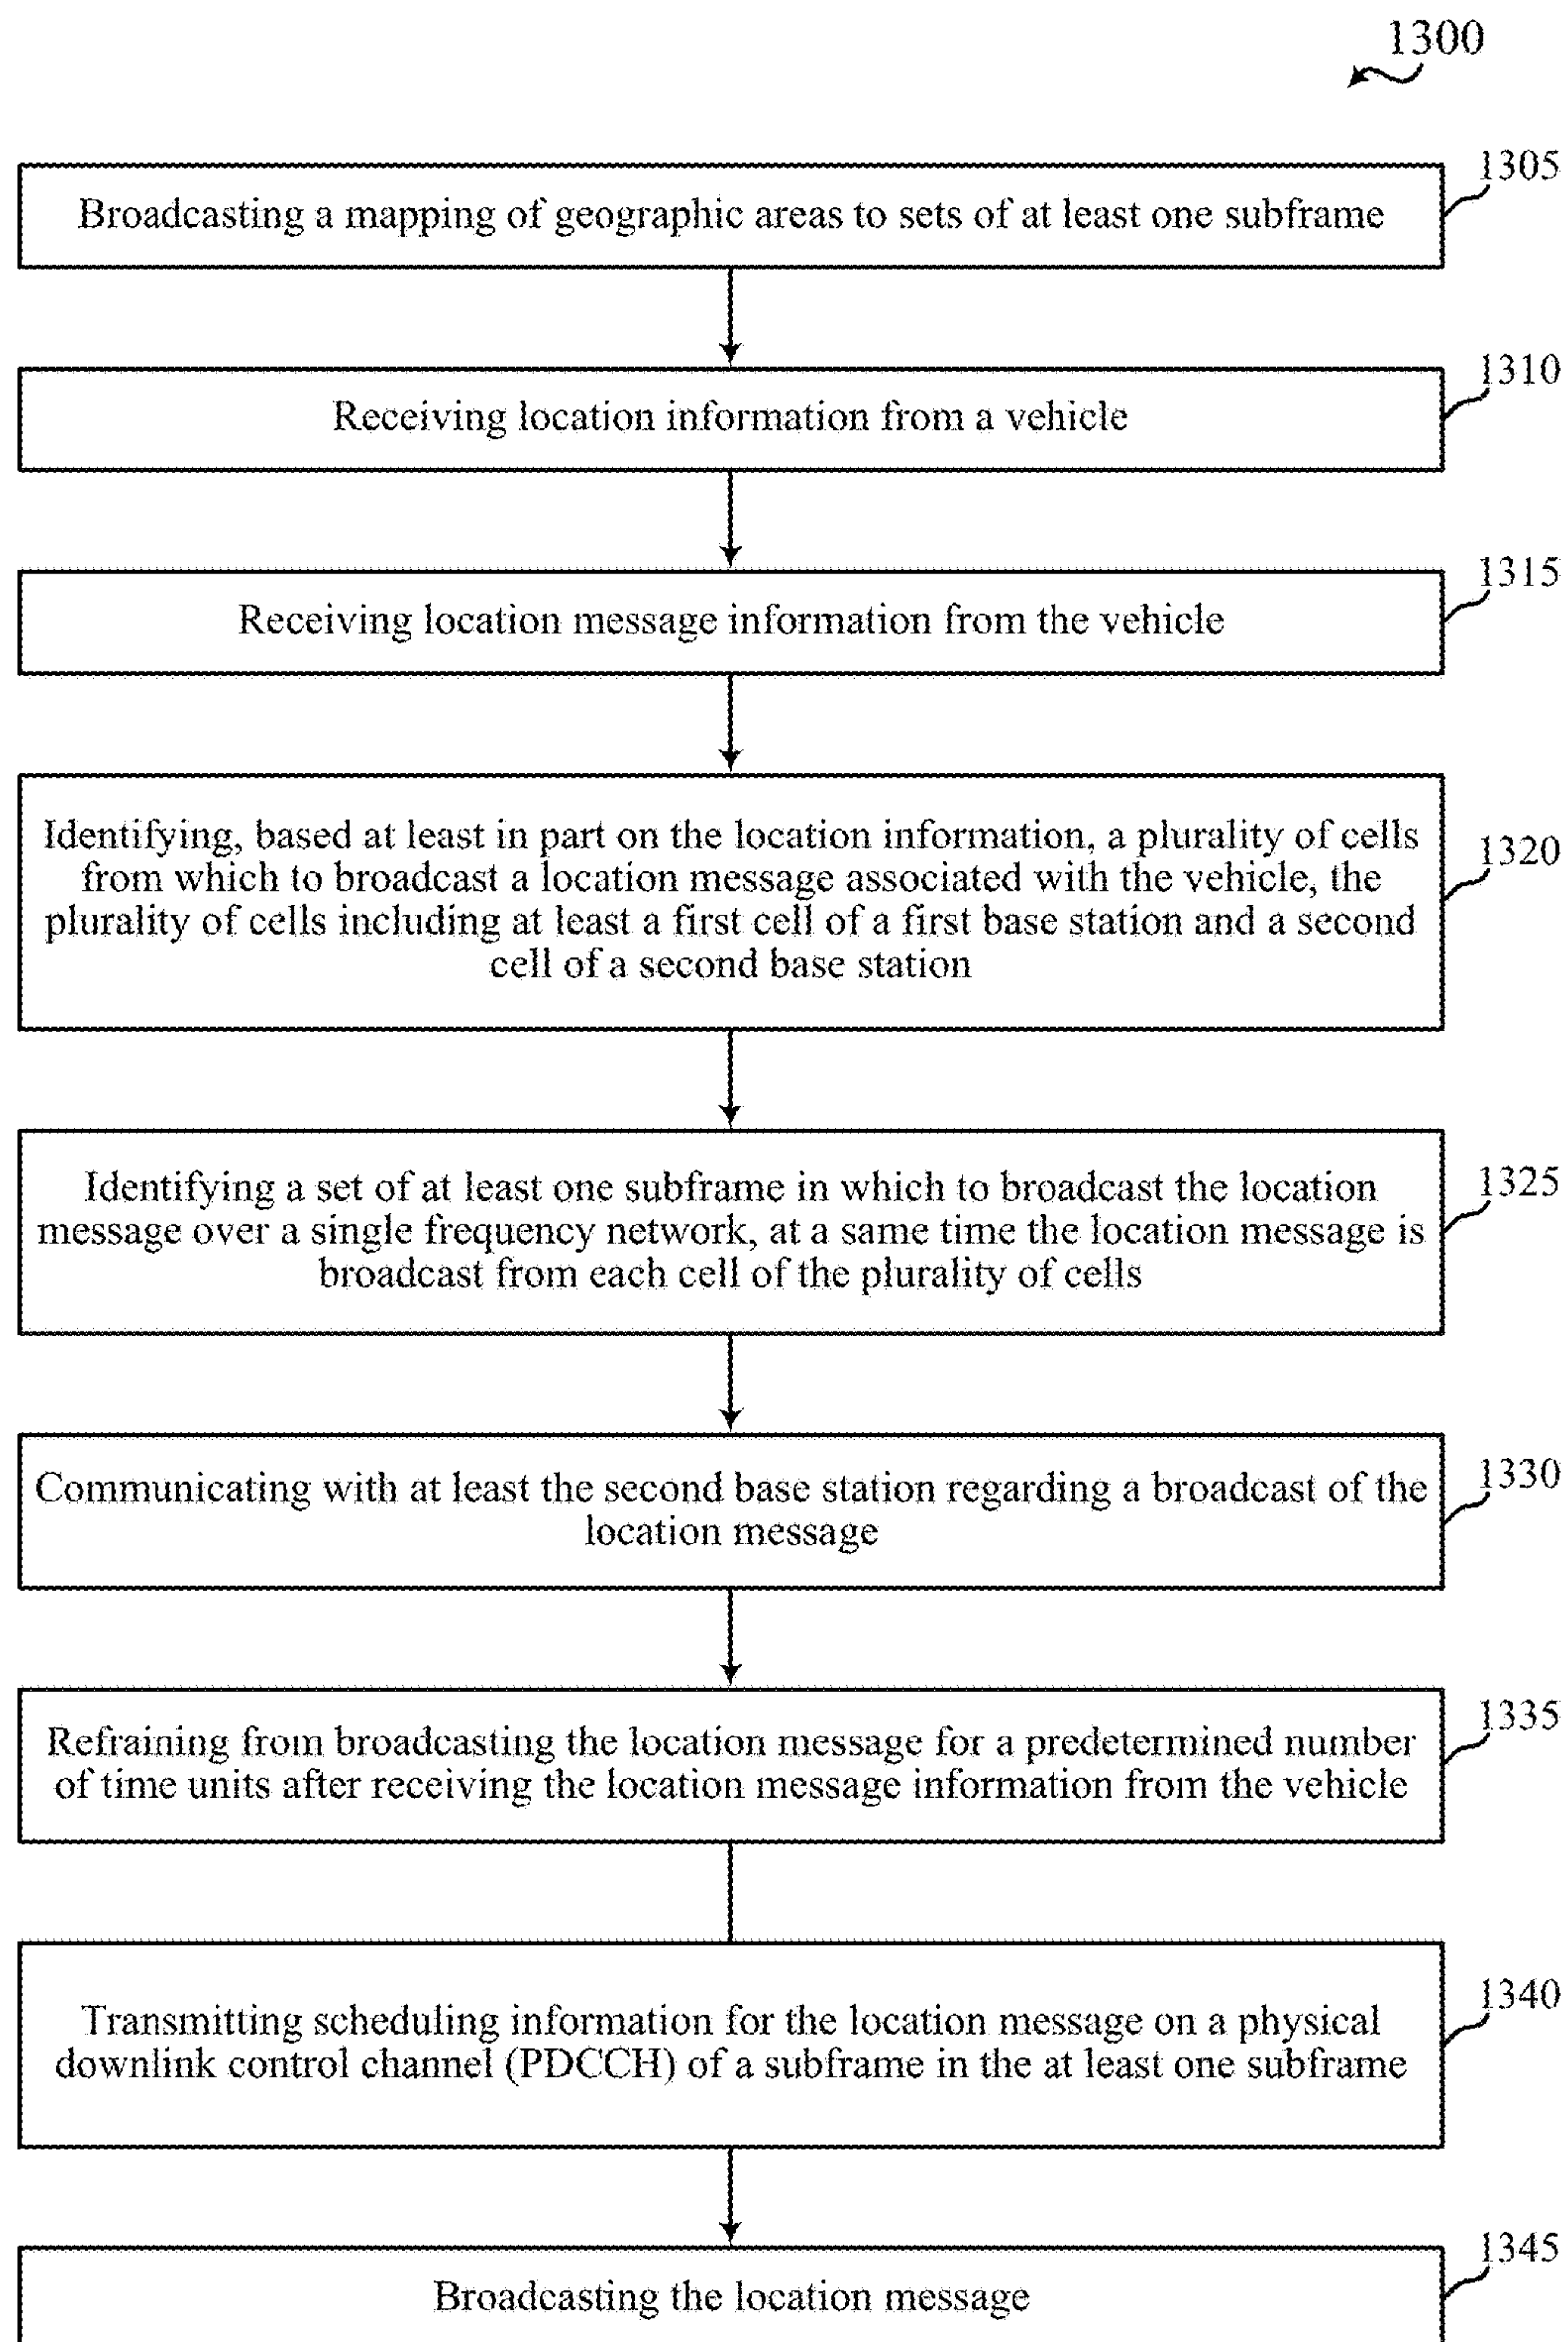 1300
1305
Broadcasting a mapping of geographic areas to sets of at least one subframe
1310
Receiving location information from a vehicle
1315
Receiving location message information from the vehicle
1320
Identifying, based at least in part on the location information, a plurality of cells
from which to broadcast a location message associated with the vehicle, the
plurality of cells including at least a first cell of a first base station and a second
cell of a second base station
1325
Identifying a set of at least one subframe in which to broadcast the location
message over a single frequency network, at a same time the location message is
broadcast from each cell of the plurality of cells
1330
Communicating with at least the second base station regarding a broadcast of the
location message
1335
Refraining from broadcasting the location message for a predetermined number
of time units after receiving the location message information from the vehicle
1340
Transmitting scheduling information for the location message on a physical
downlink control channel (PDCCH) of a subframe in the at least one subframe
1345
Broadcasting the location message